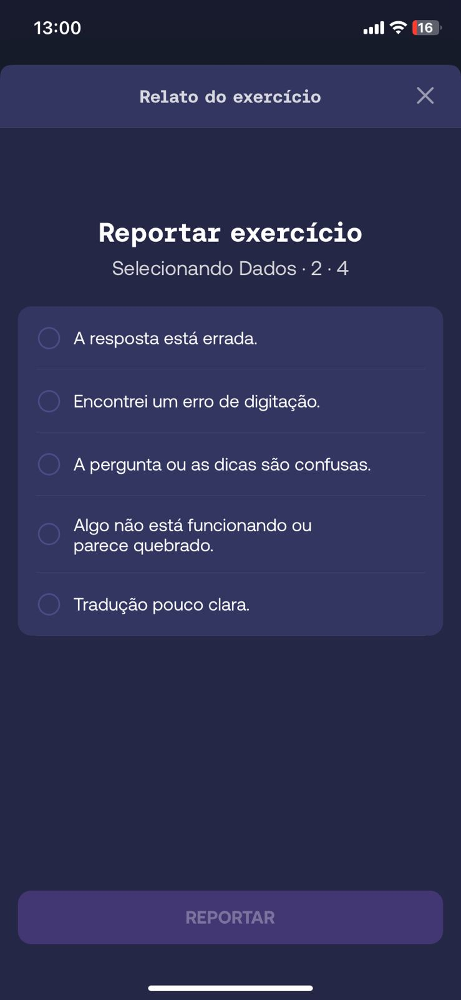 13:00
16
Relato do exercício
Reportar exercício
Selecionando Dados · 2 · 4
A resposta está errada.
Encontrei um erro de digitação.
A pergunta ou as dicas são confusas.
Algo não está funcionando ou
parece quebrado.
Tradução pouco clara.
REPORTAR